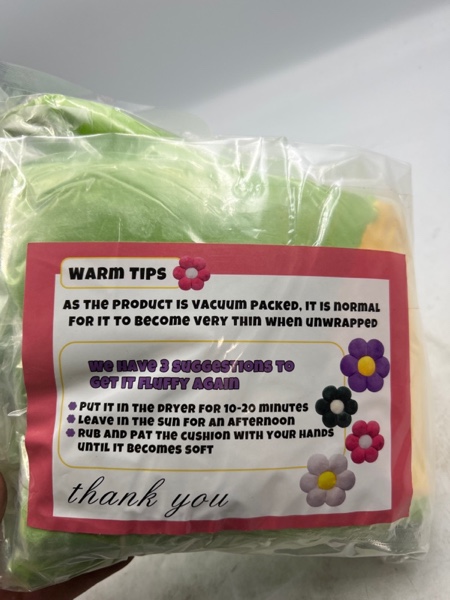 WARM TIPS
AS THE PRODUCT IS VACUUM PACKED, IT IS NORMAL
FOR IT TO BECOME VERY THIN WHEN UNWRAPPED
WE HAVE 3 SUGGESTIONS TO
GET IT FLUFFY AGAIN
PUT IT IN THE DRYER FOR 10-20 MINUTES
LEAVE IN THE SUN FOR AN AFTERNOON
RUB AND PAT THE CUSHION WITH YOUR HANDS
UNTIL IT BECOMES SOFT
thank you